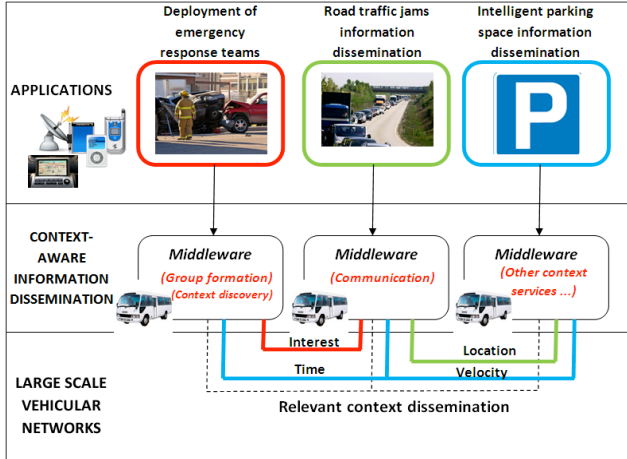 Deployment of
emergency
response teams
Road traffic jams
information
dissemination
Intelligent parking
space information
dissemination
APPLICATIONS
P
CONTEXT-
AWARE
INFORMATION
DISSEMINATION
Middleware
(Group formation)
(Context discovery)
Middleware
(Communication)
Middleware
(Other context
services ...)
Interest
Location
Time
Velocity
LARGE SCALE
VEHICULAR
NETWORKS
Relevant context dissemination